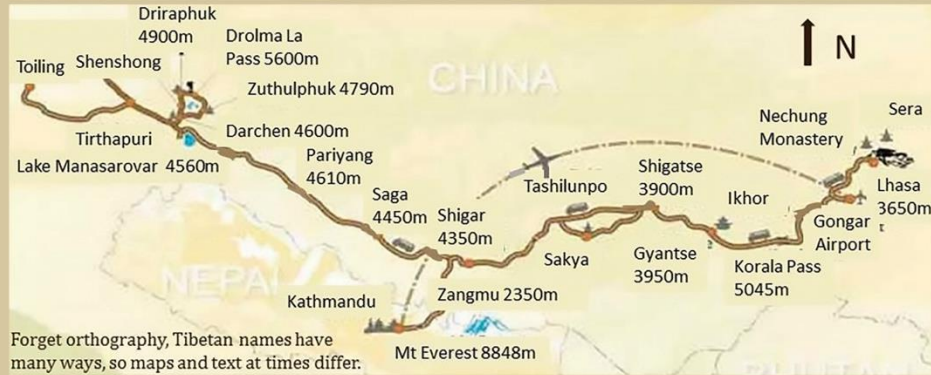 Driraphuk
4900m
Drolma La
Pass 5600m
Toiling
Shenshong
Zuthulphuk 4790m
CHINA
N
Nechung
Monastery
Sera
Tirthapuri
Darchen 4600m
Lake Manasarovar 4560m
Pariyang
4610m
Saga
4450m
Shigar
4350m
Tashilunpo
Shigatse
3900m
Ikhor
Lhasa
3650m
Gongar
Airport
Sakya
Gyantse
3950m
Korala Pass
5045m
NEPAL
Kathmandu
Zangmu 2350m
Mt Everest 8848m
Forget orthography, Tibetan names have
many ways, so maps and text at times differ.
BHUTAN